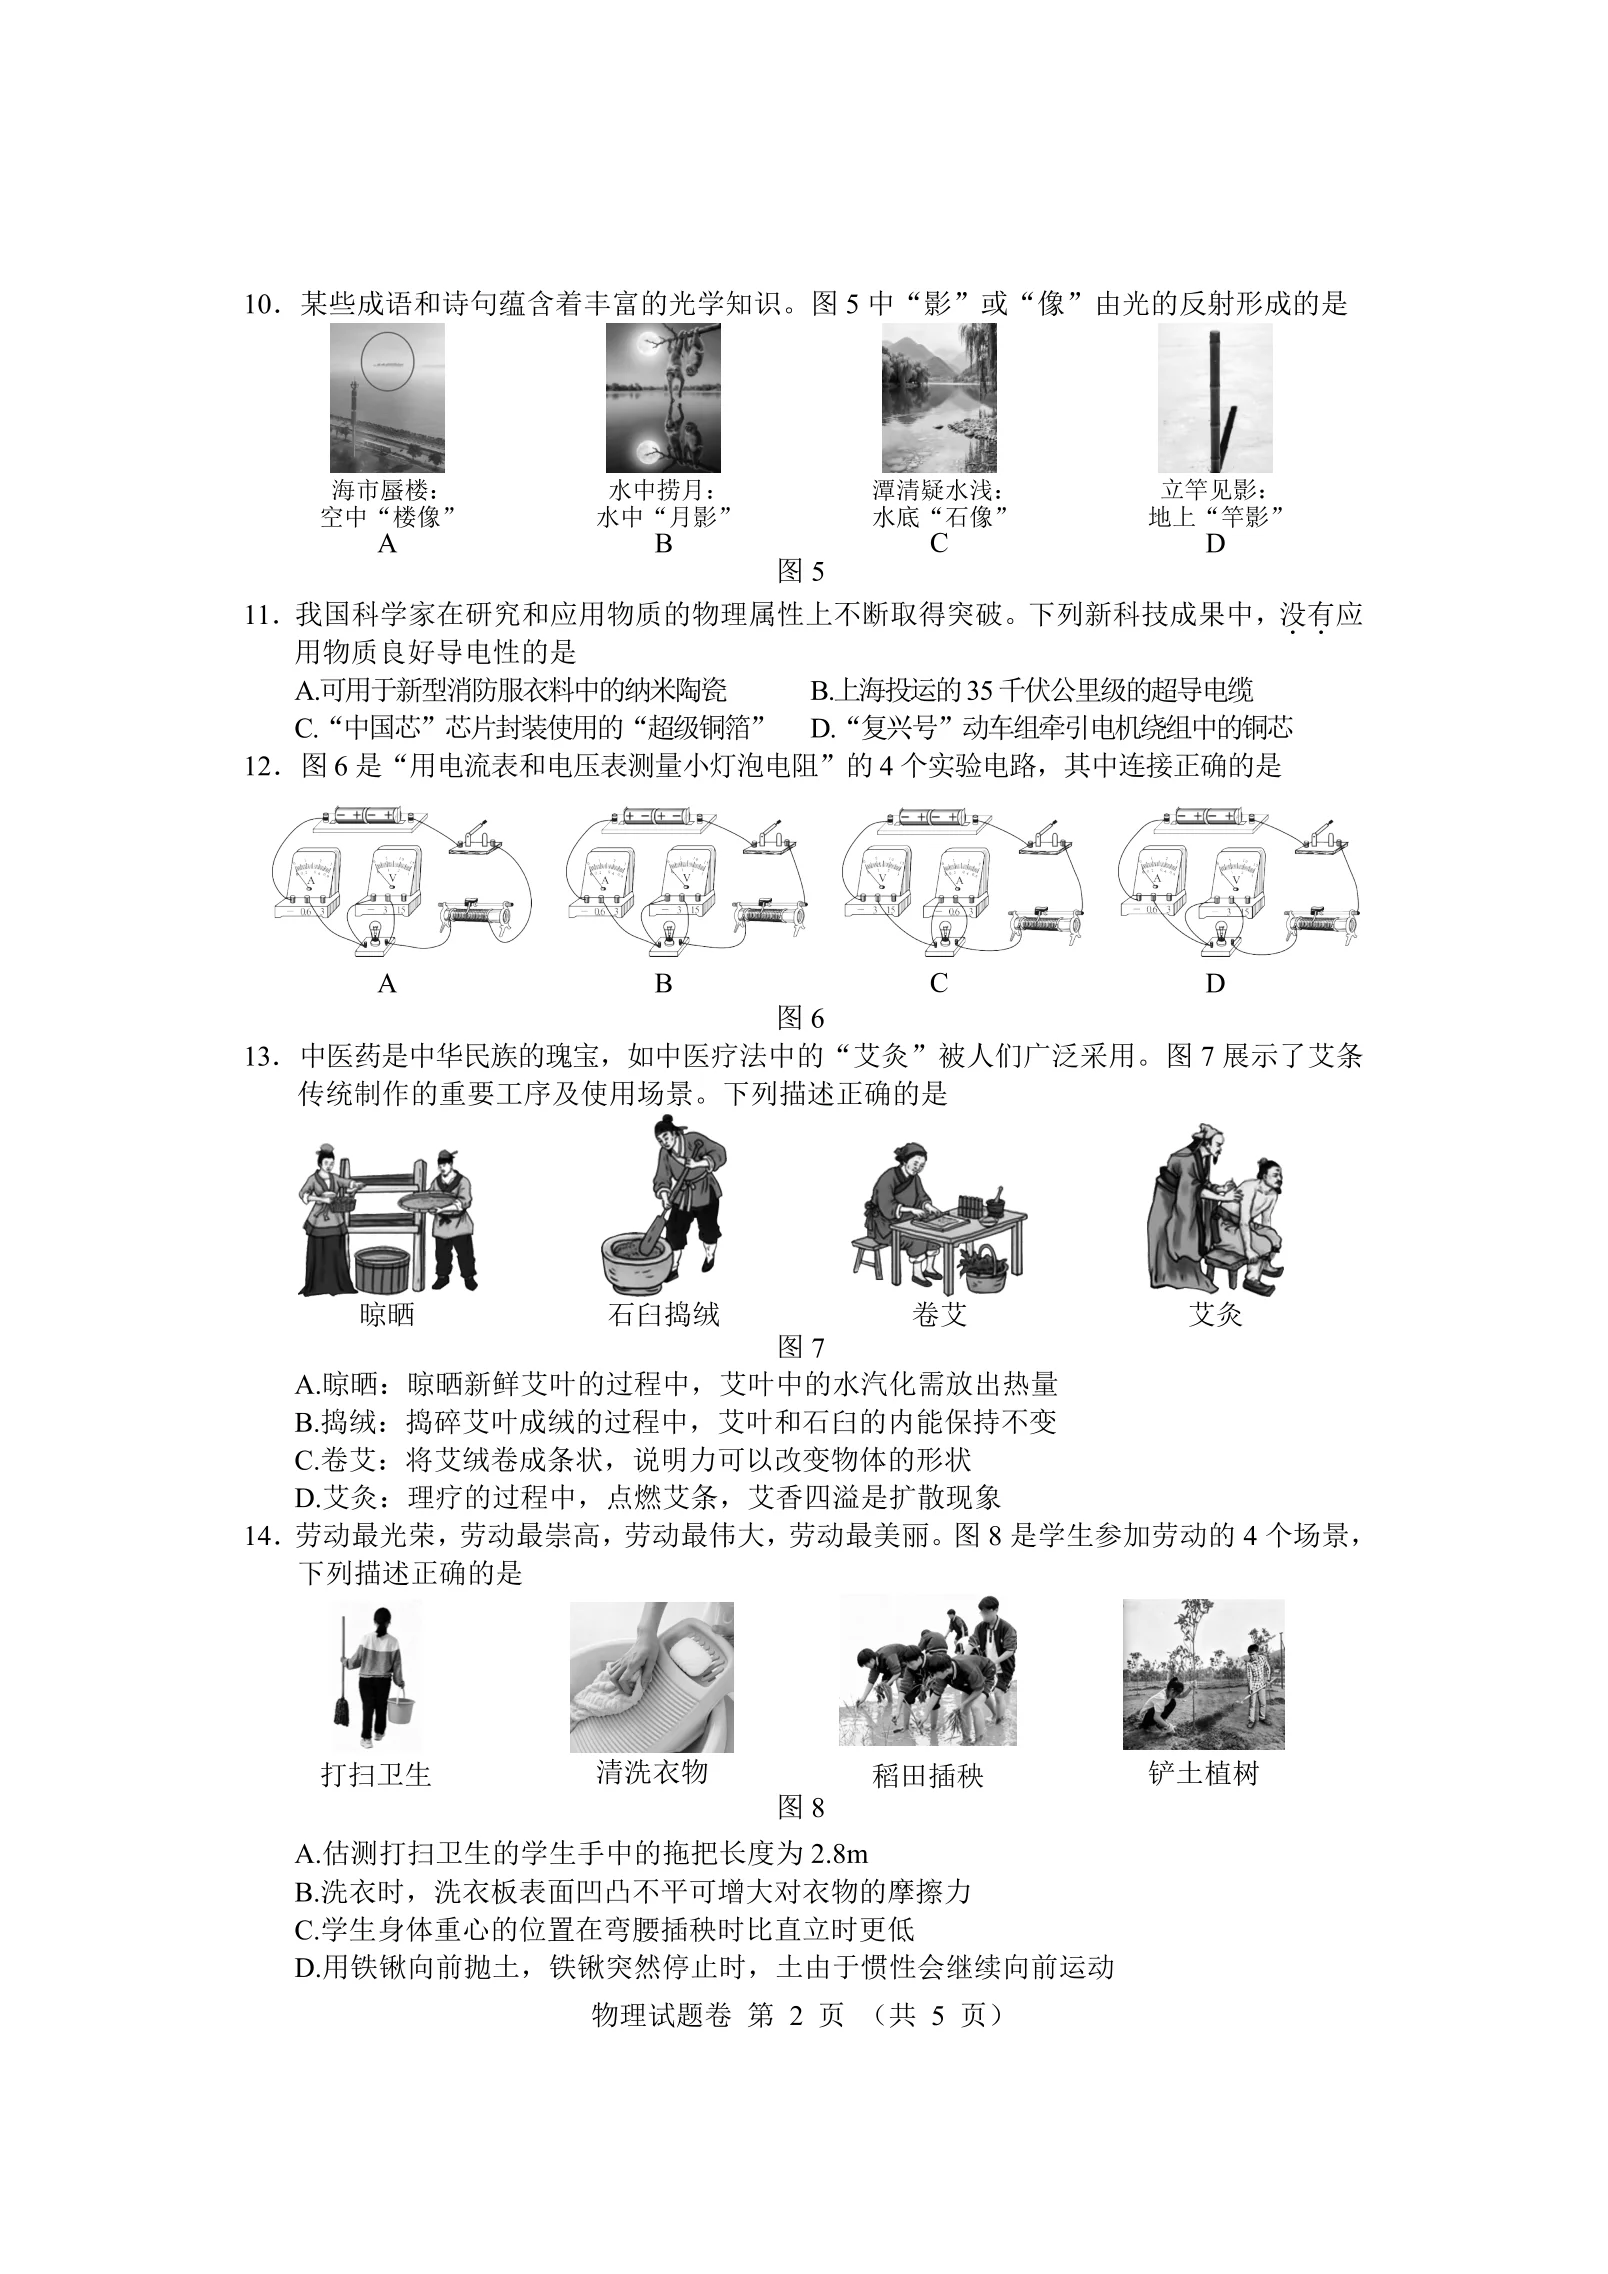 10．某些成语和诗句蕴含着丰富的光学知识。图 5 中“影”或“像”由光的反射形成的是
海市蜃楼： 水中捞月： 潭清疑水浅： 立竿见影：
空中“楼像” 水中“月影” 水底“石像” 地上“竿影”
A B C D
图 5
11．我国科学家在研究和应用物质的物理属性上不断取得突破。下列新科技成果中，没有应
用物质良好导电性的是
A.可用于新型消防服衣料中的纳米陶瓷 B.上海投运的 35 千伏公里级的超导电缆
C.“中国芯”芯片封装使用的“超级铜箔” D.“复兴号”动车组牵引电机绕组中的铜芯
12．图 6 是“用电流表和电压表测量小灯泡电阻”的 4 个实验电路，其中连接正确的是
A B C D
图 6
13．中医药是中华民族的瑰宝，如中医疗法中的“艾灸”被人们广泛采用。图 7 展示了艾条
传统制作的重要工序及使用场景。下列描述正确的是
晾晒 石臼捣绒 卷艾 艾灸
图 7
A.晾晒：晾晒新鲜艾叶的过程中，艾叶中的水汽化需放出热量
B.捣绒：捣碎艾叶成绒的过程中，艾叶和石臼的内能保持不变
C.卷艾：将艾绒卷成条状，说明力可以改变物体的形状
D.艾灸：理疗的过程中，点燃艾条，艾香四溢是扩散现象
14．劳动最光荣，劳动最崇高，劳动最伟大，劳动最美丽。图 8 是学生参加劳动的 4 个场景，
下列描述正确的是
打扫卫生 清洗衣物 稻田插秧 铲土植树
图 8
A.估测打扫卫生的学生手中的拖把长度为 2.8m
B.洗衣时，洗衣板表面凹凸不平可增大对衣物的摩擦力
C.学生身体重心的位置在弯腰插秧时比直立时更低
D.用铁锹向前抛土，铁锹突然停止时，土由于惯性会继续向前运动
物理试题卷 第 2 页 （共 5 页）